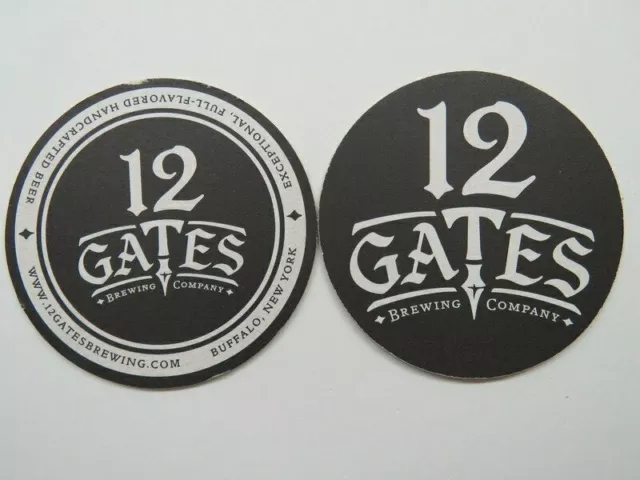 EXCEPTIONAL, FULL-FLAVORED HANDCRAFTED BEER
12
GATES
BREWING COMPANY
WWW.12GATESBREWING.COM
BUFFALO, NEW YORK
12
GATES
BREWING COMPANY